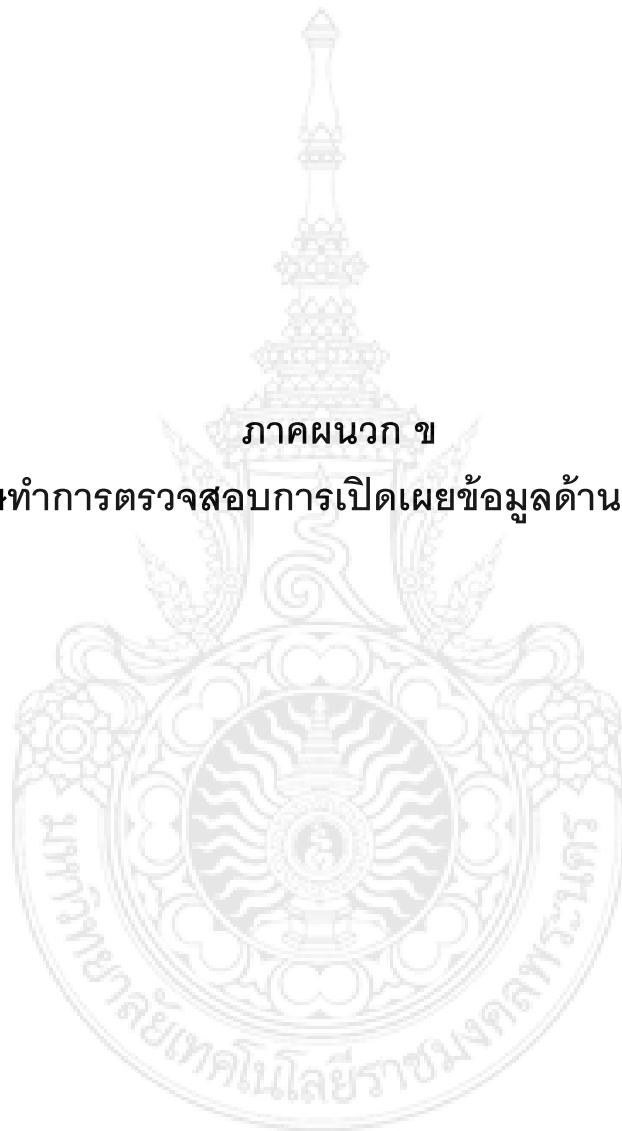 ภาคผนวก ข
ทำการตรวจสอบการเปิดเผยข้อมูลด้าน
มหาวิทยาลัยเทคโนโลยีราชมงคลพระนคร